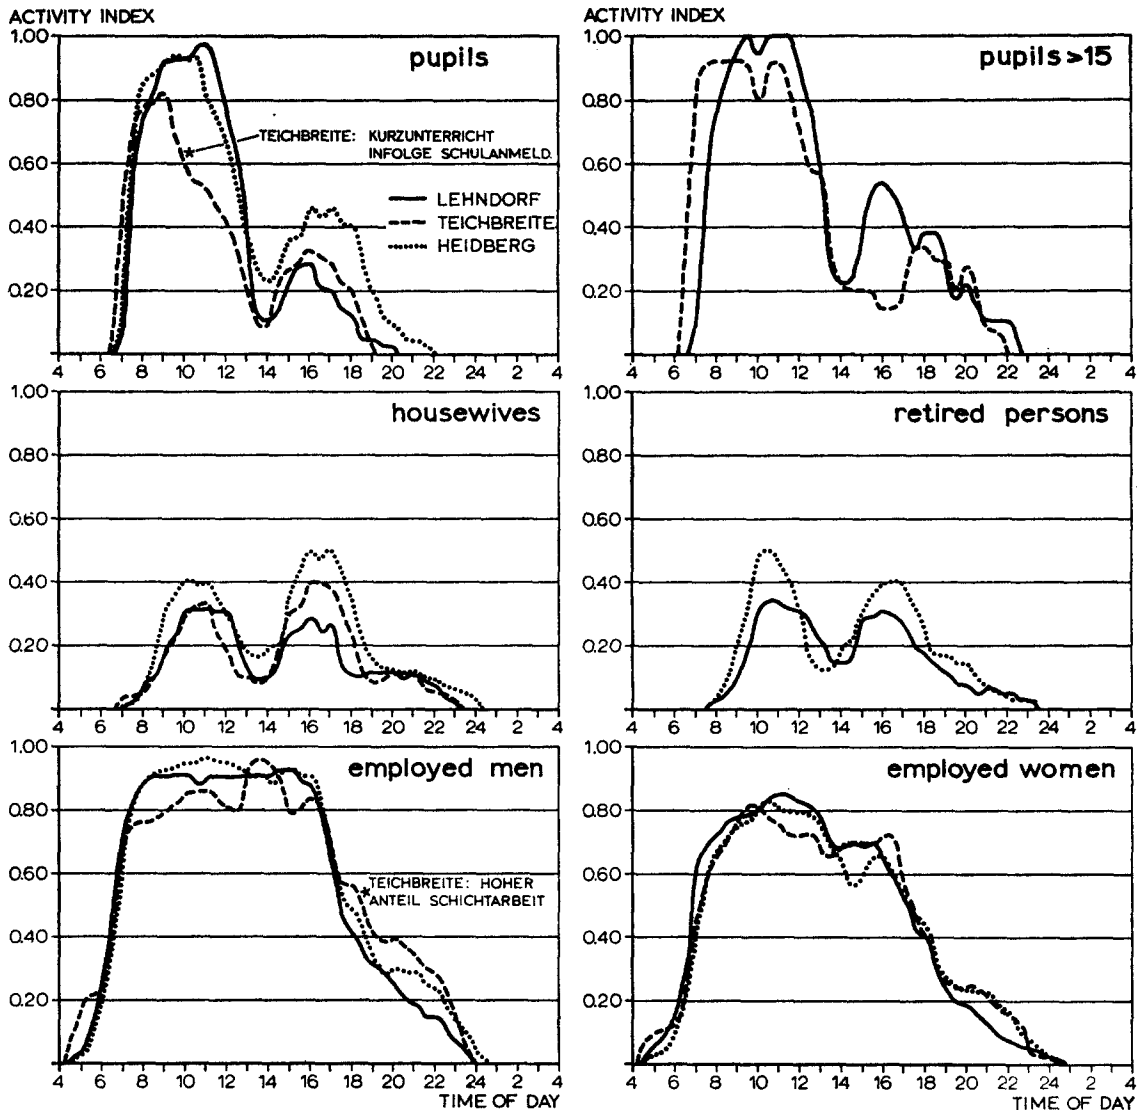 ACTIVITY INDEX
1.00
0.80
0.60
0.40
0.20
pupils
*TEICHBREITE: KURZUNTERRICHT
INFOLGE SCHULANMELD.
LEHNDORF
TEICHBREITE
HEIDBERG
4 6 8 10 12 14 16 18 20 22 24 2 4
ACTIVITY INDEX
1.00
0.80
0.60
0.40
0.20
pupils >15
4 6 8 10 12 14 16 18 20 22 24 2 4
1.00
0.80
0.60
0.40
0.20
housewives
4 6 8 10 12 14 16 18 20 22 24 2 4
1.00
0.80
0.60
0.40
0.20
retired persons
4 6 8 10 12 14 16 18 20 22 24 2 4
1.00
0.80
0.60
0.40
0.20
employed men
*TEICHBREITE: HOHER
ANTEIL SCHICHTARBEIT
4 6 8 10 12 14 16 18 20 22 24 2 4
TIME OF DAY
1.00
0.80
0.60
0.40
0.20
employed women
4 6 8 10 12 14 16 18 20 22 24 2 4
TIME OF DAY